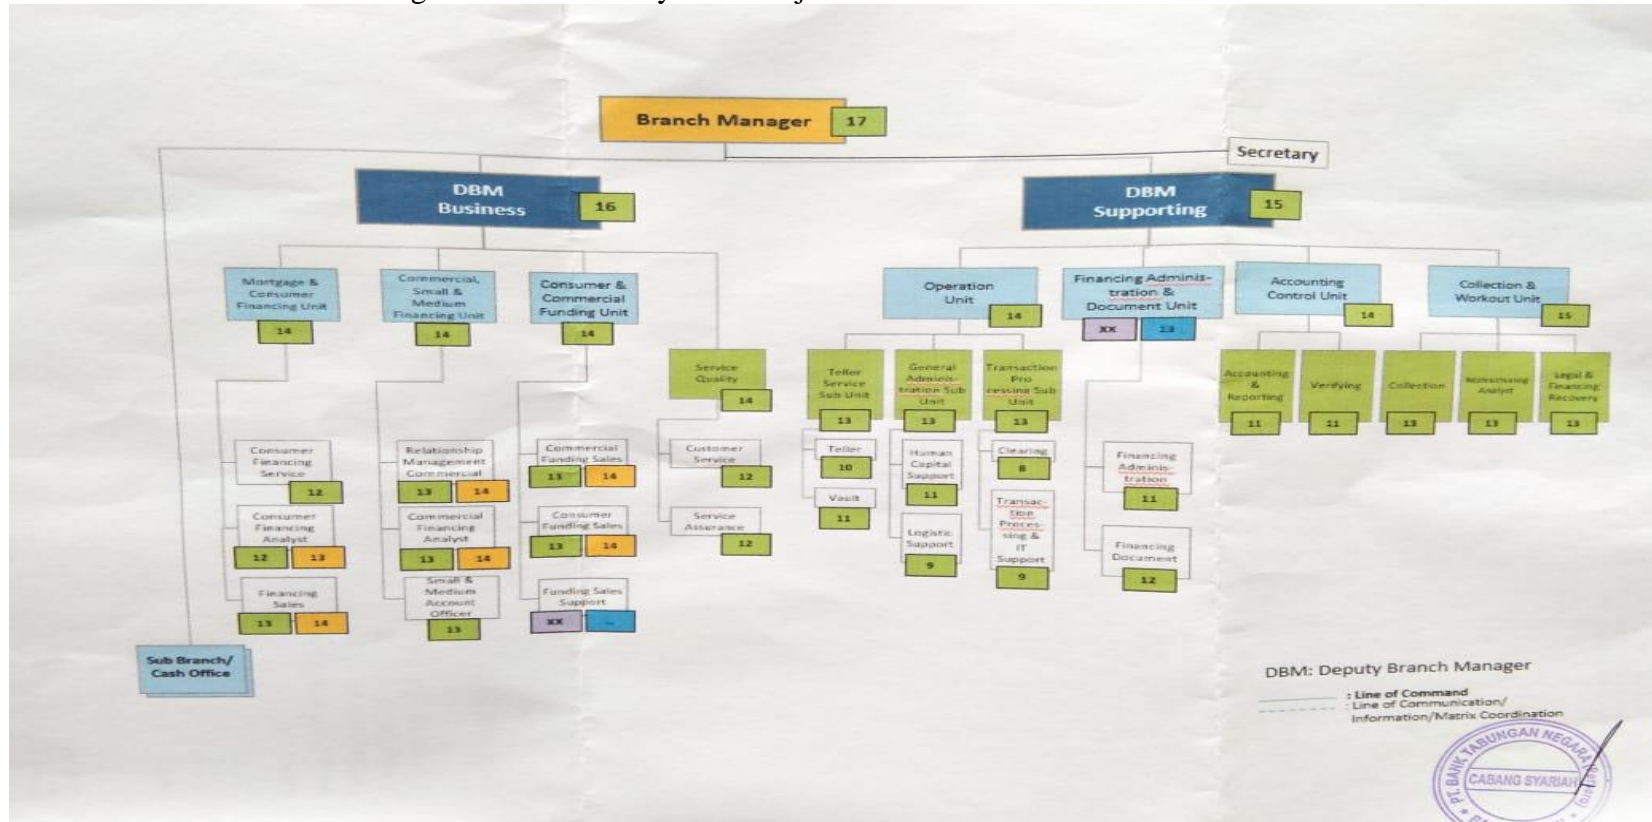 Branch Manager
17
Secretary
DBM
Business
16
DBM
Supporting
15
Mortgage &
Consumer
Financing Unit
14
Commercial,
Small &
Medium
Financing Unit
14
Consumer &
Commercial
Funding Unit
14
Service
Quality
14
Operation
Unit
14
Financing Adminis-
tration &
Document Unit
XX
13
Accounting
Control Unit
14
Collection &
Workout Unit
15
Consumer
Financing
Service
12
Consumer
Financing
Analyst
12
13
Financing
Sales
13
14
Relationship
Management
Commercial
13
14
Commercial
Financing
Analyst
13
14
Small &
Medium
Account
Officer
13
Commercial
Funding Sales
13
14
Consumer
Funding Sales
13
14
Funding Sales
Support
XX
Customer
Service
12
Service
Assurance
12
Teller
Service
Sub Unit
13
Teller
10
Vault
11
General
Adminis-
tration Sub
Unit
13
Human
Capital
Support
11
Logistic
Support
9
Transaction
Pro
cessing Sub
Unit
13
Clearing
8
Transac-
tion
Proces-
sing &
IT
Support
9
Financing
Adminis-
tration
11
Financing
Document
12
Accounting
&
Reporting
11
Verifying
11
Collection
13
Restructuring
Analyst
13
Legal &
Financing
Recovery
13
Sub Branch/
Cash Office
DBM: Deputy Branch Manager
: Line of Command
: Line of Communication/
Information/Matrix Coordination
PT. BANK TABUNGAN NEGARA (Persero)
CABANG SYARIAH